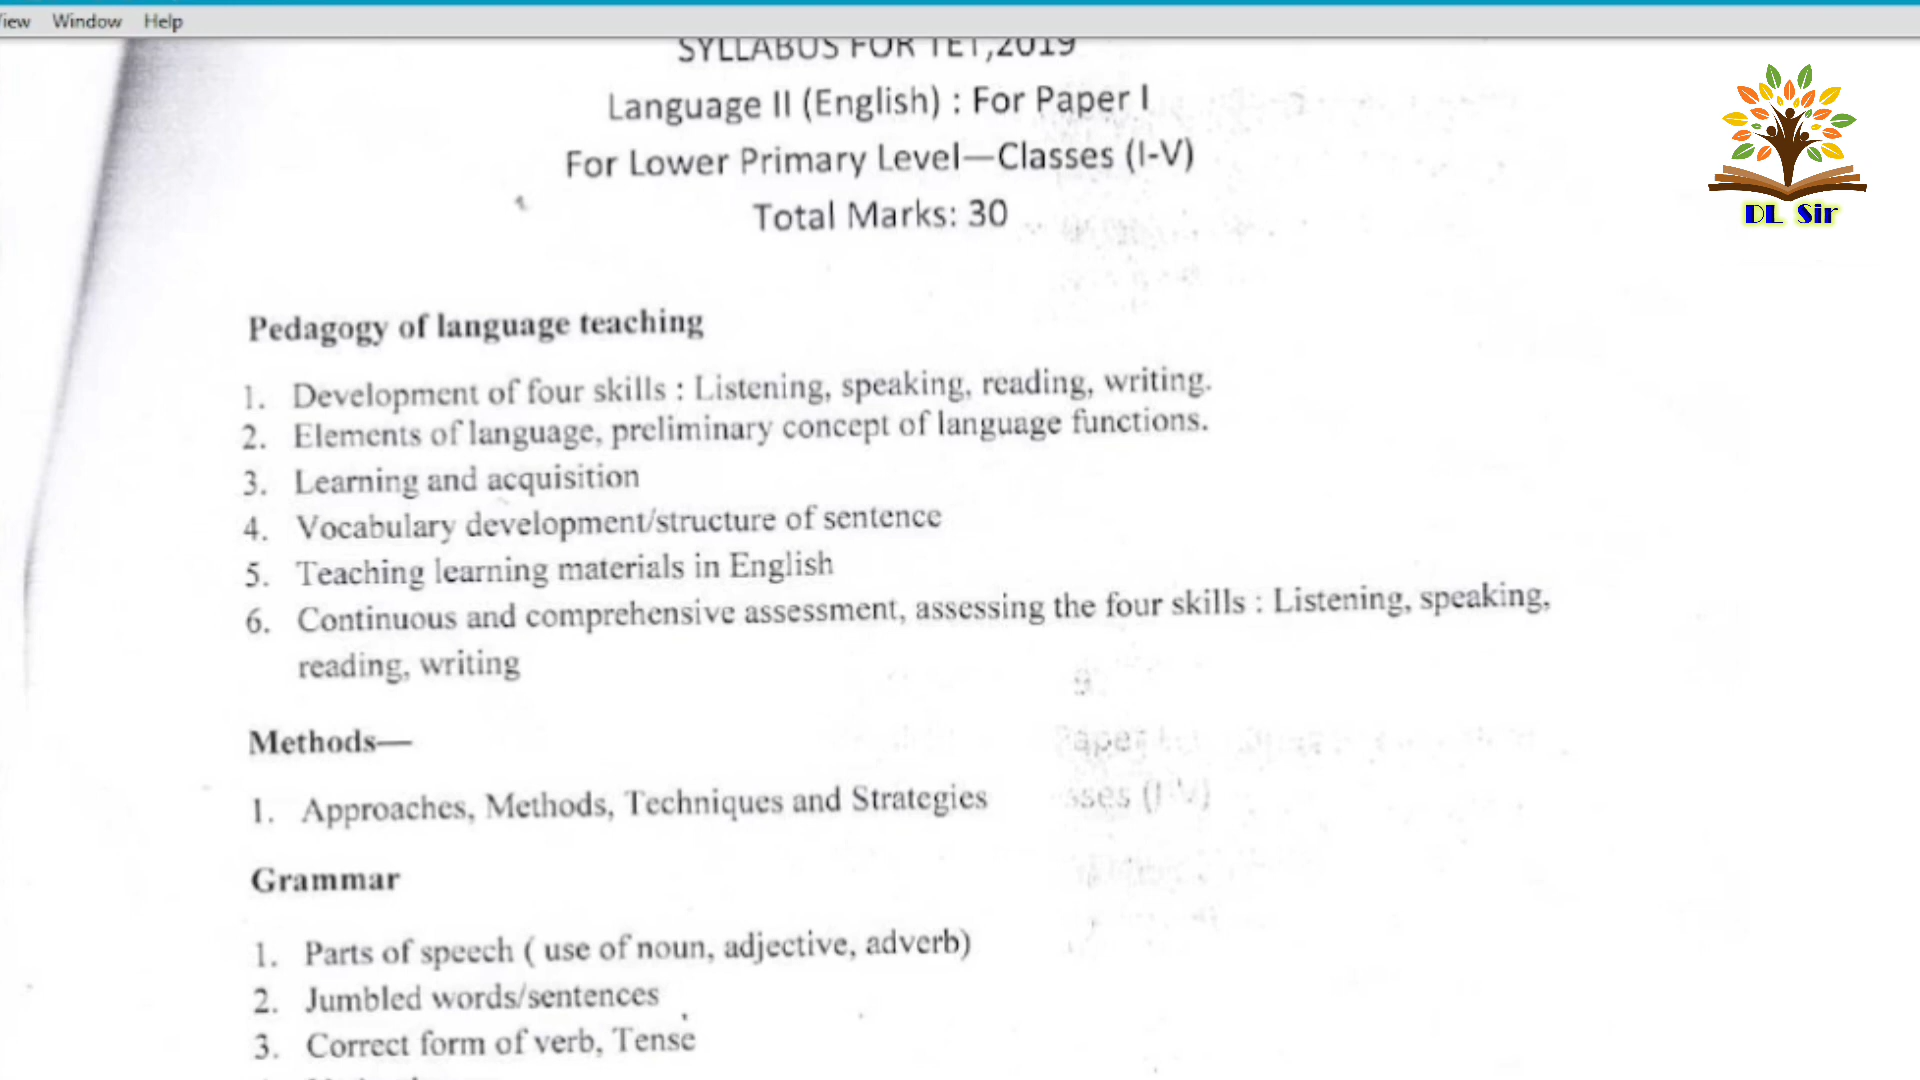 Window Help
SYLLABUS FOR TET,2019
Language II (English) : For Paper I
For Lower Primary Level—Classes (I-V)
Total Marks: 30
DL Sir
Pedagogy of language teaching
1. Development of four skills : Listening, speaking, reading, writing.
2. Elements of language, preliminary concept of language functions.
3. Learning and acquisition
4. Vocabulary development/structure of sentence
5. Teaching learning materials in English
6. Continuous and comprehensive assessment, assessing the four skills : Listening, speaking,
reading, writing
Methods—
1. Approaches, Methods, Techniques and Strategies
Grammar
1. Parts of speech ( use of noun, adjective, adverb)
2. Jumbled words/sentences
3. Correct form of verb, Tense